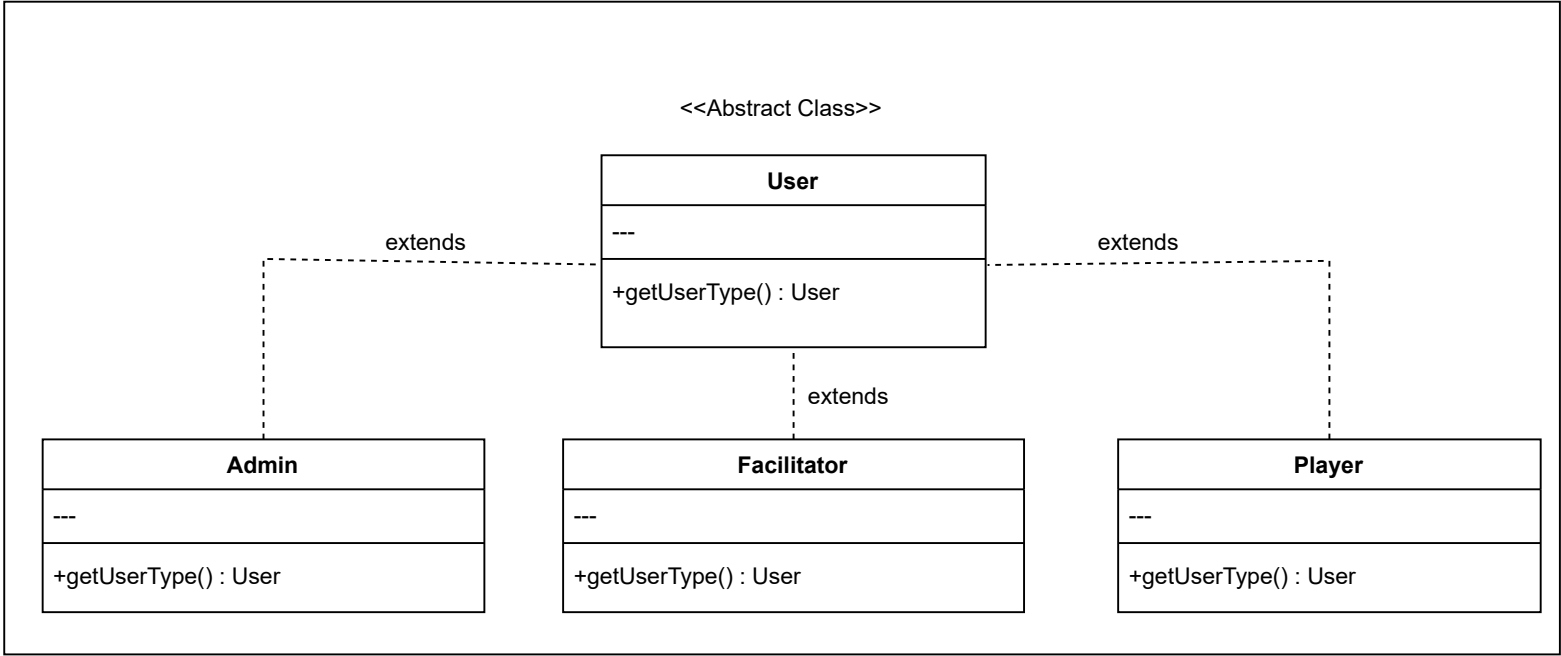 <<Abstract Class>>
User
---
+getUserType() : User
extends
extends
extends
Admin
---
+getUserType() : User
Facilitator
---
+getUserType() : User
Player
---
+getUserType() : User